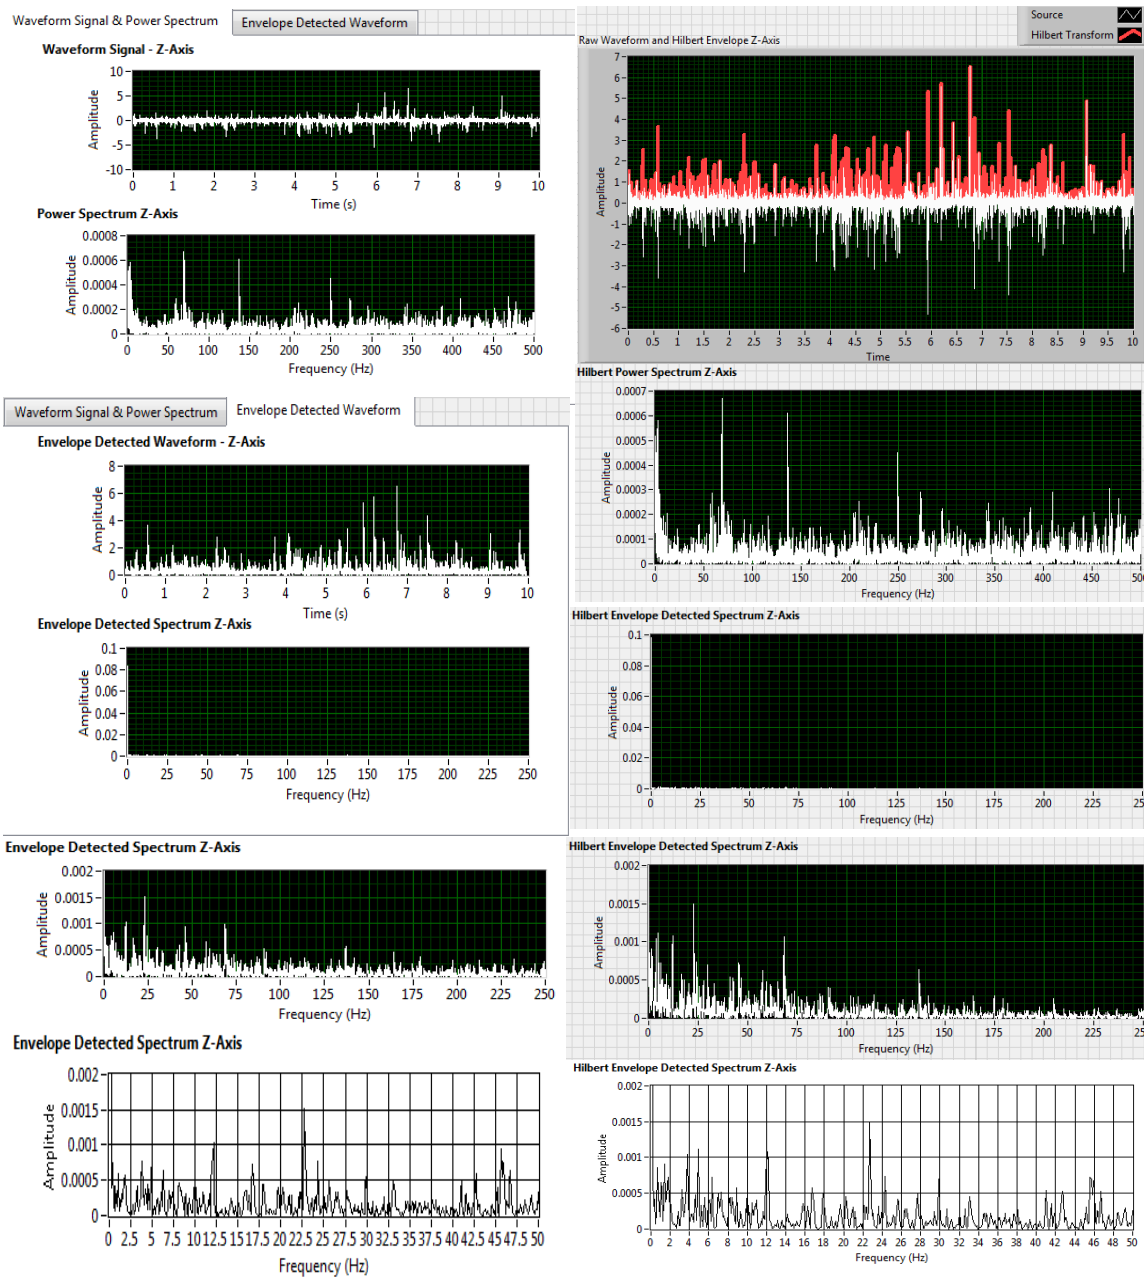 Waveform Signal & Power Spectrum
Envelope Detected Waveform
Waveform Signal - Z-Axis
Amplitude
10
5
0
-5
-10
0 1 2 3 4 5 6 7 8 9 10
Time (s)
Power Spectrum Z-Axis
Amplitude
0.0008
0.0006
0.0004
0.0002
0
0 50 100 150 200 250 300 350 400 450 500
Frequency (Hz)
Waveform Signal & Power Spectrum
Envelope Detected Waveform
Envelope Detected Waveform - Z-Axis
Amplitude
8
6
4
2
0
0 1 2 3 4 5 6 7 8 9 10
Time (s)
Envelope Detected Spectrum Z-Axis
Amplitude
0.1
0.08
0.06
0.04
0.02
0
0 25 50 75 100 125 150 175 200 225 250
Frequency (Hz)
Envelope Detected Spectrum Z-Axis
Amplitude
0.002
0.0015
0.001
0.0005
0
0 25 50 75 100 125 150 175 200 225 250
Frequency (Hz)
Envelope Detected Spectrum Z-Axis
Amplitude
0.002
0.0015
0.001
0.0005
0
0 2.5 5 7.5 10 12.5 15 17.5 20 22.5 25 27.5 30 32.5 35 37.5 40 42.5 45 47.5 50
Frequency (Hz)
Source
Hilbert Transform
Raw Waveform and Hilbert Envelope Z-Axis
Amplitude
7
6
5
4
3
2
1
0
-1
-2
-3
-4
-5
-6
0 0.5 1 1.5 2 2.5 3 3.5 4 4.5 5 5.5 6 6.5 7 7.5 8 8.5 9 9.5 10
Time
Hilbert Power Spectrum Z-Axis
Amplitude
0.0007
0.0006
0.0005
0.0004
0.0003
0.0002
0.0001
0
0 50 100 150 200 250 300 350 400 450 500
Frequency (Hz)
Hilbert Envelope Detected Spectrum Z-Axis
Amplitude
0.1
0.08
0.06
0.04
0.02
0
0 25 50 75 100 125 150 175 200 225 25
Frequency (Hz)
Hilbert Envelope Detected Spectrum Z-Axis
Amplitude
0.002
0.0015
0.001
0.0005
0
0 25 50 75 100 125 150 175 200 225 25
Frequency (Hz)
Hilbert Envelope Detected Spectrum Z-Axis
Amplitude
0.002
0.0015
0.001
0.0005
0
0 2 4 6 8 10 12 14 16 18 20 22 24 26 28 30 32 34 36 38 40 42 44 46 48 50
Frequency (Hz)